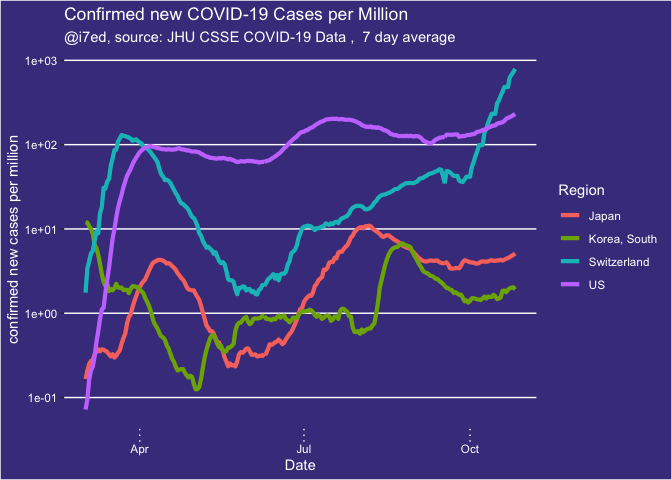 Confirmed new COVID-19 Cases per Million
@i7ed, source: JHU CSSE COVID-19 Data ,  7 day average
confirmed new cases per million
1e+03
1e+02
1e+01
1e+00
1e-01
Apr
Jul
Oct
Date
Region
Japan
Korea, South
Switzerland
US